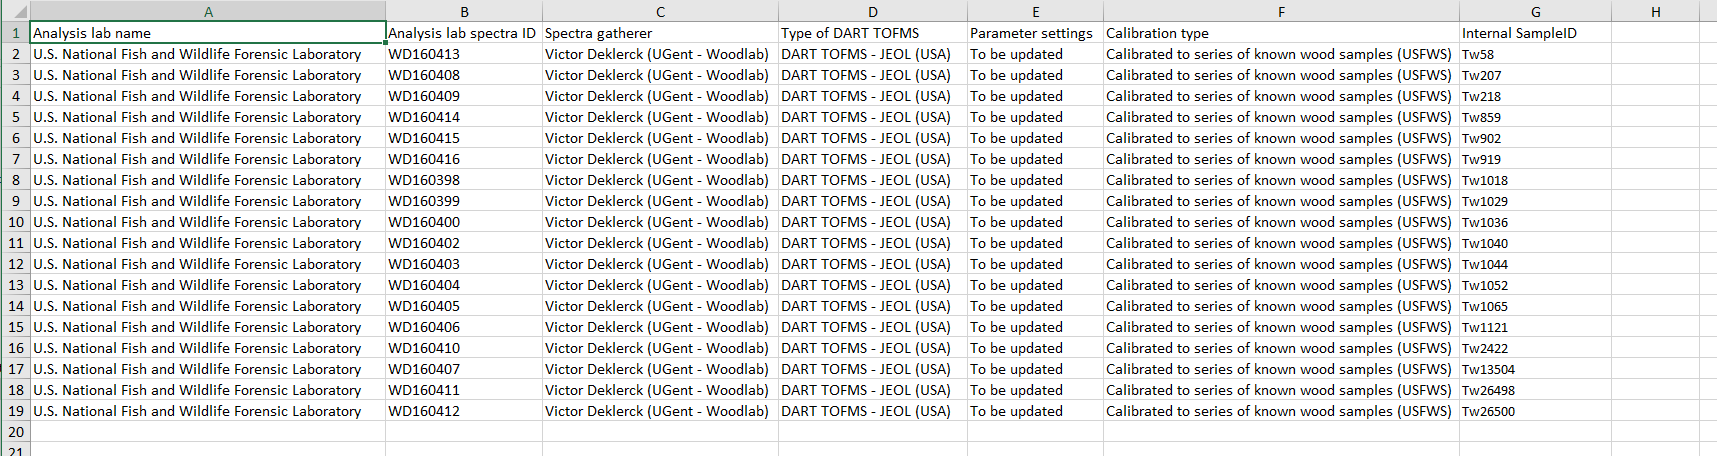 A B C D E F G H
1 Analysis lab name Analysis lab spectra ID Spectra gatherer Type of DART TOFMS Parameter settings Calibration type Internal SampleID
2 U.S. National Fish and Wildlife Forensic Laboratory WD160413 Victor Deklerck (UGent - Woodlab) DART TOFMS - JEOL (USA) To be updated Calibrated to series of known wood samples (USFWS) Tw58
3 U.S. National Fish and Wildlife Forensic Laboratory WD160408 Victor Deklerck (UGent - Woodlab) DART TOFMS - JEOL (USA) To be updated Calibrated to series of known wood samples (USFWS) Tw207
4 U.S. National Fish and Wildlife Forensic Laboratory WD160409 Victor Deklerck (UGent - Woodlab) DART TOFMS - JEOL (USA) To be updated Calibrated to series of known wood samples (USFWS) Tw218
5 U.S. National Fish and Wildlife Forensic Laboratory WD160414 Victor Deklerck (UGent - Woodlab) DART TOFMS - JEOL (USA) To be updated Calibrated to series of known wood samples (USFWS) Tw859
6 U.S. National Fish and Wildlife Forensic Laboratory WD160415 Victor Deklerck (UGent - Woodlab) DART TOFMS - JEOL (USA) To be updated Calibrated to series of known wood samples (USFWS) Tw902
7 U.S. National Fish and Wildlife Forensic Laboratory WD160416 Victor Deklerck (UGent - Woodlab) DART TOFMS - JEOL (USA) To be updated Calibrated to series of known wood samples (USFWS) Tw919
8 U.S. National Fish and Wildlife Forensic Laboratory WD160398 Victor Deklerck (UGent - Woodlab) DART TOFMS - JEOL (USA) To be updated Calibrated to series of known wood samples (USFWS) Tw1018
9 U.S. National Fish and Wildlife Forensic Laboratory WD160399 Victor Deklerck (UGent - Woodlab) DART TOFMS - JEOL (USA) To be updated Calibrated to series of known wood samples (USFWS) Tw1029
10 U.S. National Fish and Wildlife Forensic Laboratory WD160400 Victor Deklerck (UGent - Woodlab) DART TOFMS - JEOL (USA) To be updated Calibrated to series of known wood samples (USFWS) Tw1036
11 U.S. National Fish and Wildlife Forensic Laboratory WD160402 Victor Deklerck (UGent - Woodlab) DART TOFMS - JEOL (USA) To be updated Calibrated to series of known wood samples (USFWS) Tw1040
12 U.S. National Fish and Wildlife Forensic Laboratory WD160403 Victor Deklerck (UGent - Woodlab) DART TOFMS - JEOL (USA) To be updated Calibrated to series of known wood samples (USFWS) Tw1044
13 U.S. National Fish and Wildlife Forensic Laboratory WD160404 Victor Deklerck (UGent - Woodlab) DART TOFMS - JEOL (USA) To be updated Calibrated to series of known wood samples (USFWS) Tw1052
14 U.S. National Fish and Wildlife Forensic Laboratory WD160405 Victor Deklerck (UGent - Woodlab) DART TOFMS - JEOL (USA) To be updated Calibrated to series of known wood samples (USFWS) Tw1065
15 U.S. National Fish and Wildlife Forensic Laboratory WD160406 Victor Deklerck (UGent - Woodlab) DART TOFMS - JEOL (USA) To be updated Calibrated to series of known wood samples (USFWS) Tw1121
16 U.S. National Fish and Wildlife Forensic Laboratory WD160410 Victor Deklerck (UGent - Woodlab) DART TOFMS - JEOL (USA) To be updated Calibrated to series of known wood samples (USFWS) Tw2422
17 U.S. National Fish and Wildlife Forensic Laboratory WD160407 Victor Deklerck (UGent - Woodlab) DART TOFMS - JEOL (USA) To be updated Calibrated to series of known wood samples (USFWS) Tw13504
18 U.S. National Fish and Wildlife Forensic Laboratory WD160411 Victor Deklerck (UGent - Woodlab) DART TOFMS - JEOL (USA) To be updated Calibrated to series of known wood samples (USFWS) Tw26498
19 U.S. National Fish and Wildlife Forensic Laboratory WD160412 Victor Deklerck (UGent - Woodlab) DART TOFMS - JEOL (USA) To be updated Calibrated to series of known wood samples (USFWS) Tw26500
20
21